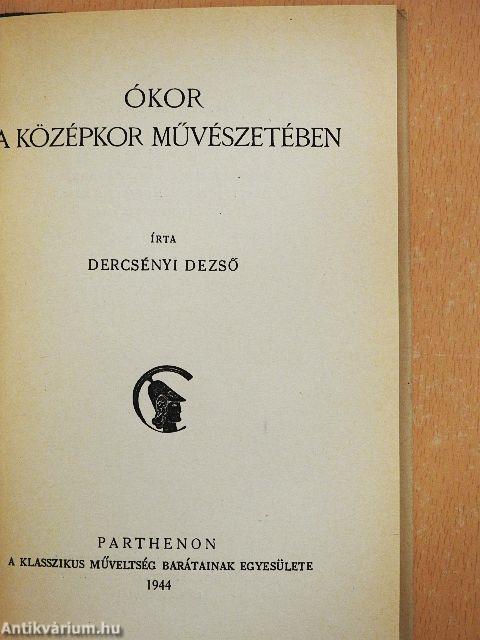 ÓKOR
A KÖZÉPKOR MŰVÉSZETÉBEN
ÍRTA
DERCSÉNYI DEZSŐ
PARTHENON
A KLASSZIKUS MŰVELTSÉG BARÁTAINAK EGYESÜLETE
1944
Antikvárium.hu